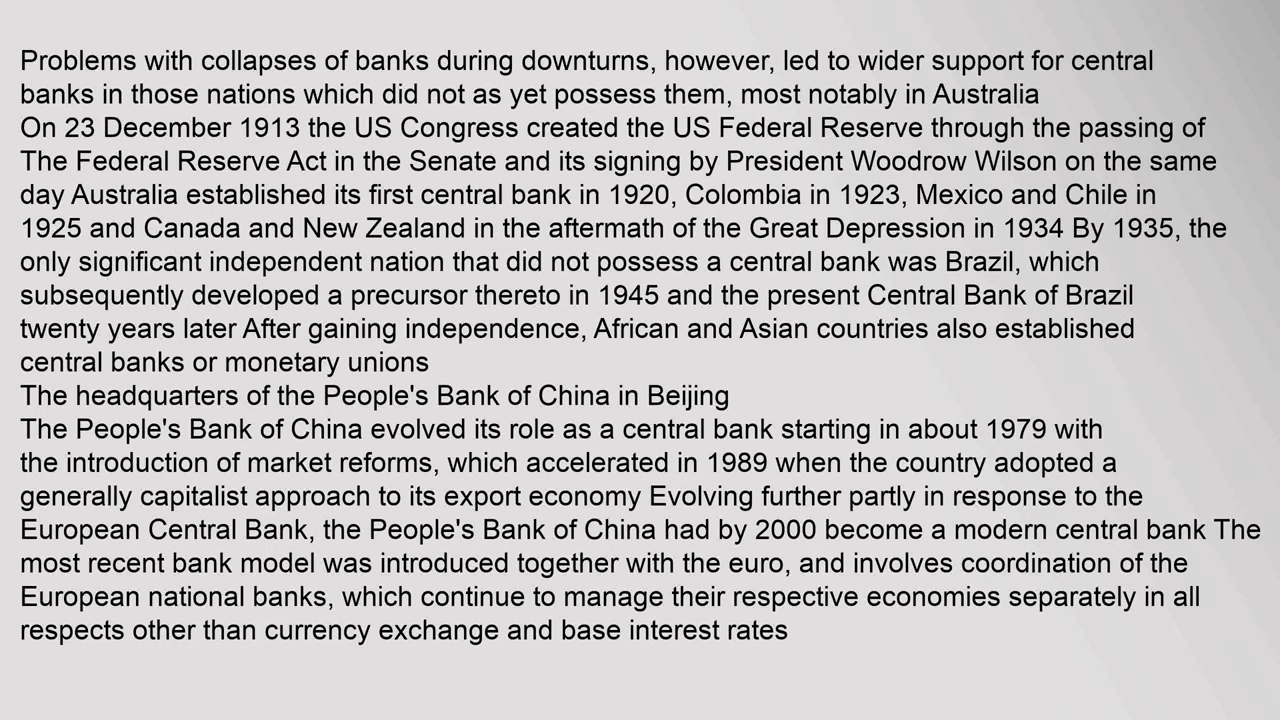 Problems with collapses of banks during downturns, however, led to wider support for central
banks in those nations which did not as yet possess them, most notably in Australia
On 23 December 1913 the US Congress created the US Federal Reserve through the passing of
The Federal Reserve Act in the Senate and its signing by President Woodrow Wilson on the same
day Australia established its first central bank in 1920, Colombia in 1923, Mexico and Chile in
1925 and Canada and New Zealand in the aftermath of the Great Depression in 1934 By 1935, the
only significant independent nation that did not possess a central bank was Brazil, which
subsequently developed a precursor thereto in 1945 and the present Central Bank of Brazil
twenty years later After gaining independence, African and Asian countries also established
central banks or monetary unions
The headquarters of the People's Bank of China in Beijing
The People's Bank of China evolved its role as a central bank starting in about 1979 with
the introduction of market reforms, which accelerated in 1989 when the country adopted a
generally capitalist approach to its export economy Evolving further partly in response to the
European Central Bank, the People's Bank of China had by 2000 become a modern central bank The
most recent bank model was introduced together with the euro, and involves coordination of the
European national banks, which continue to manage their respective economies separately in all
respects other than currency exchange and base interest rates